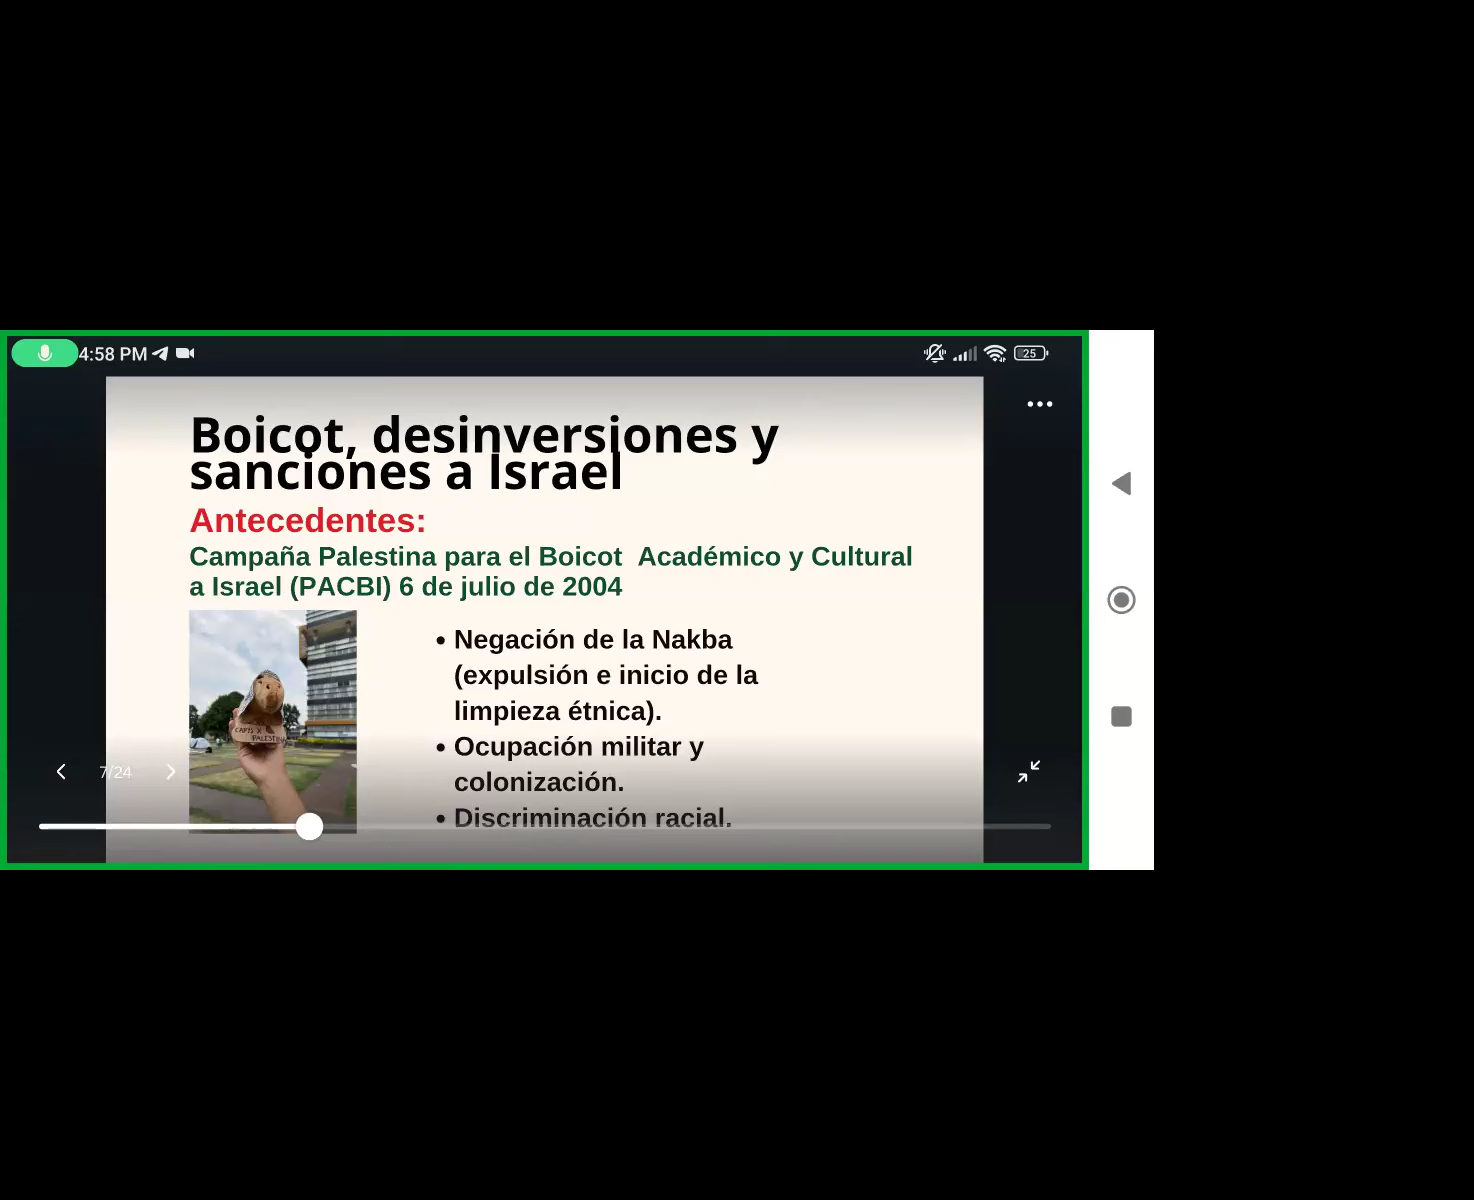 4:58 PM
25
Boicot, desinversiones y
sanciones a Israel
Antecedentes:
Campaña Palestina para el Boicot  Académico y Cultural
a Israel (PACBI) 6 de julio de 2004
• Negación de la Nakba
(expulsión e inicio de la
limpieza étnica).
• Ocupación militar y
colonización.
• Discriminación racial.
CAPIS X
PALESTINA
7/24